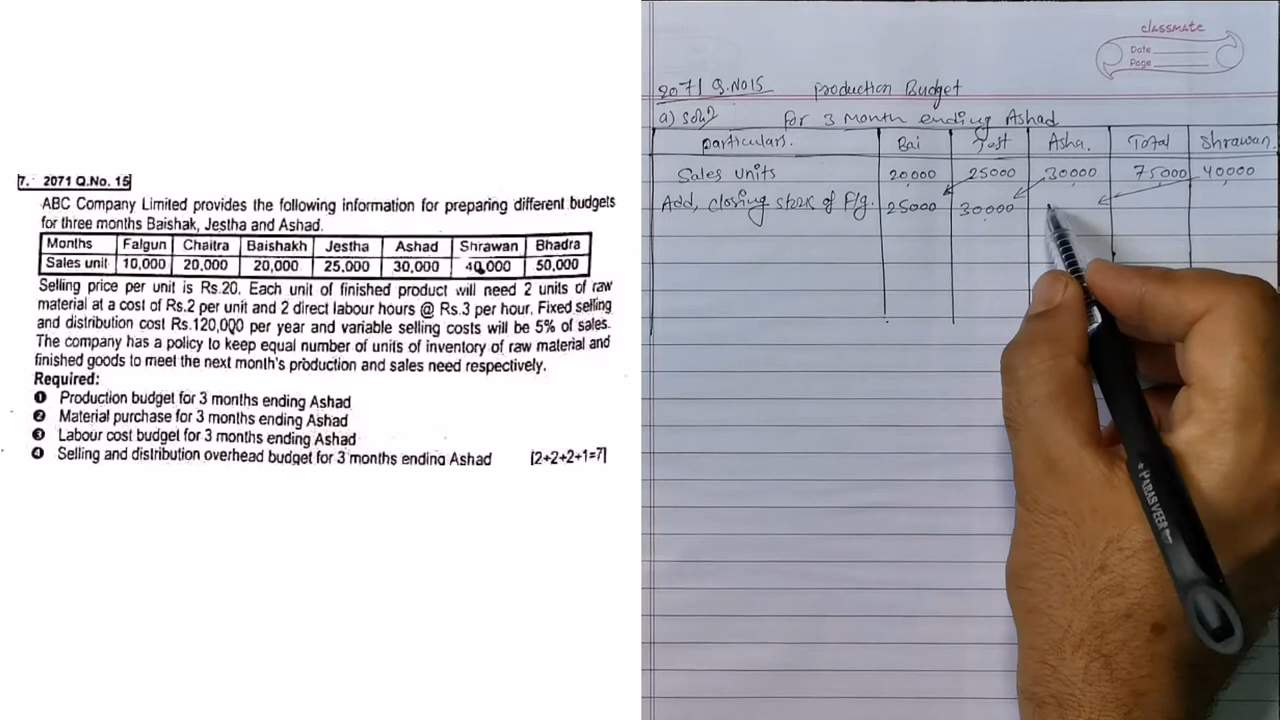 7. 2071 Q.No. 15
ABC Company Limited provides the following information for preparing different budgets
for three months Baishak, Jestha and Ashad.
Months Falgun Chaitra Baishakh Jestha Ashad Shrawan Bhadra
Sales unit 10,000 20,000 20,000 25,000 30,000 40,000 50,000
Selling price per unit is Rs.20. Each unit of finished product will need 2 units of raw
material at a cost of Rs.2 per unit and 2 direct labour hours @ Rs.3 per hour. Fixed selling
and distribution cost Rs.120,000 per year and variable selling costs will be 5% of sales.
The company has a policy to keep equal number of units of inventory of raw material and
finished goods to meet the next month's production and sales need respectively.
Required:
1 Production budget for 3 months ending Ashad
2 Material purchase for 3 months ending Ashad
3 Labour cost budget for 3 months ending Ashad
4 Selling and distribution overhead budget for 3 months ending Ashad [2+2+2+1=7]
classmate
Date
Page
2071 Q.NO15 production Budget
a) Solⁿ for 3 Month ending Ashad
particulars. Bai Jest Asha. Total Shrawan.
Sales units 20,000 25000 30000 75000 40,000
Add, closing stock of F/g. 25000 30000
PARASVEER